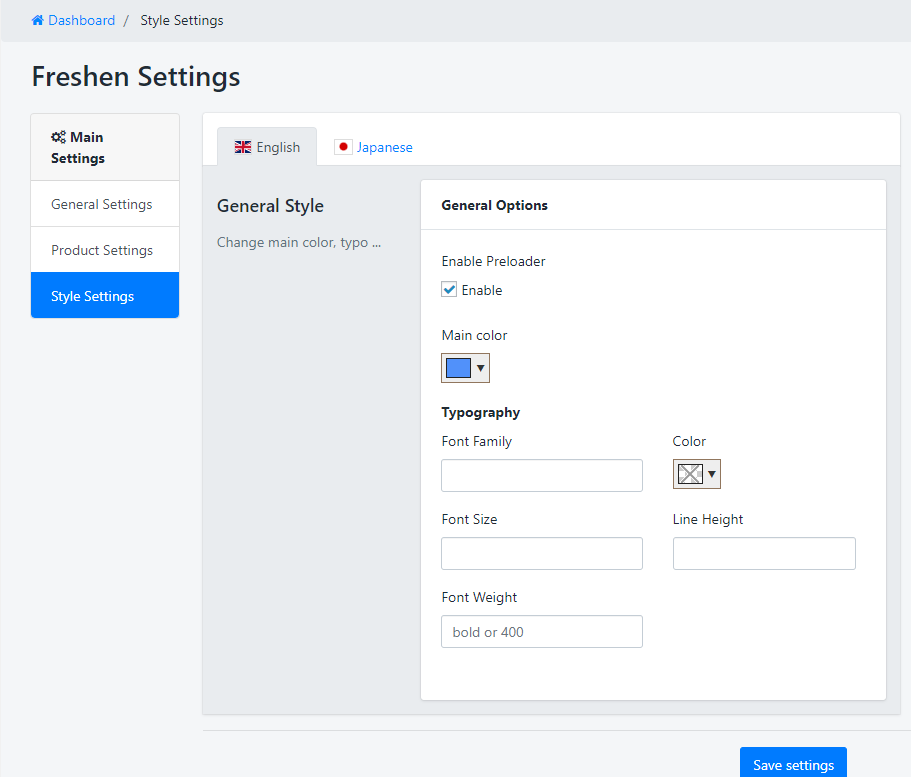 Dashboard / Style Settings
Freshen Settings
Main
Settings
General Settings
Product Settings
Style Settings
English
Japanese
General Style
Change main color, typo ...
General Options
Enable Preloader
Enable
Main color
Typography
Font Family
Color
Font Size
Line Height
Font Weight
bold or 400
Save settings